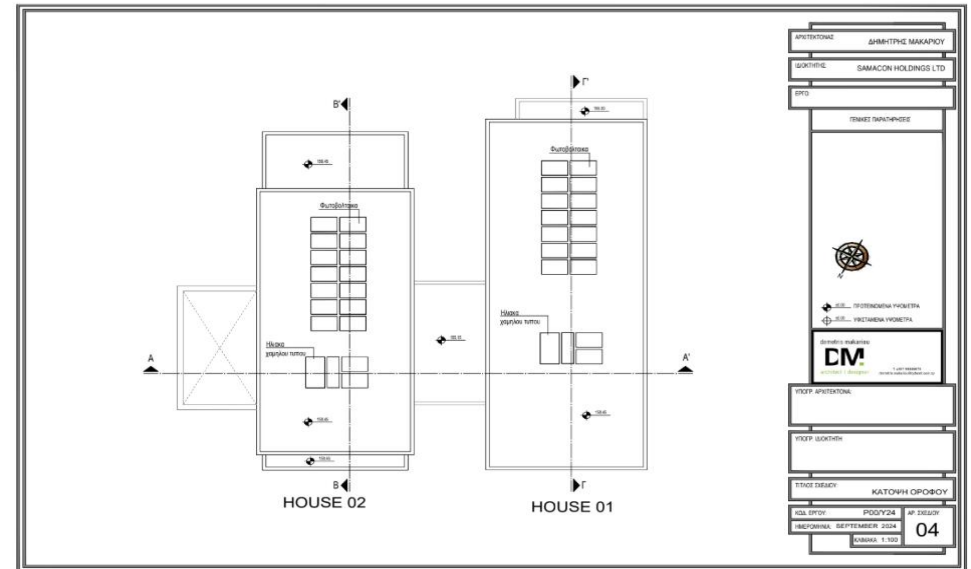 Β'
Γ'
Φωτοβολταικα
Φωτοβολταικα
Ηλιακα
χαμηλου τυπου
Ηλιακα
χαμηλου τυπου
Α
Α'
Β
Γ
HOUSE 02
HOUSE 01
ΑΡΧΙΤΕΚΤΟΝΑΣ
ΔΗΜΗΤΡΗΣ ΜΑΚΑΡΙΟΥ
ΙΔΙΟΚΤΗΤΗΣ
SAMACON HOLDINGS LTD
ΕΡΓΟ
ΓΕΝΙΚΕΣ ΠΑΡΑΤΗΡΗΣΕΙΣ
ΠΡΟΤΕΙΝΟΜΕΝΑ ΥΨΟΜΕΤΡΑ
ΥΦΙΣΤΑΜΕΝΑ ΥΨΟΜΕΤΡΑ
demetris makariou
DM.
architect | designer
ΥΠΟΓΡ. ΑΡΧΙΤΕΚΤΟΝΑ:
ΥΠΟΓΡ. ΙΔΙΟΚΤΗΤΗ:
ΤΙΤΛΟΣ ΣΧΕΔΙΟΥ:
ΚΑΤΟΨΗ ΟΡΟΦΟΥ
ΚΩΔ. ΕΡΓΟΥ: P00/Y24
ΑΡ. ΣΧΕΔΙΟΥ
04
ΗΜΕΡΟΜΗΝΙΑ: SEPTEMBER 2024
ΚΛΙΜΑΚΑ: 1:100